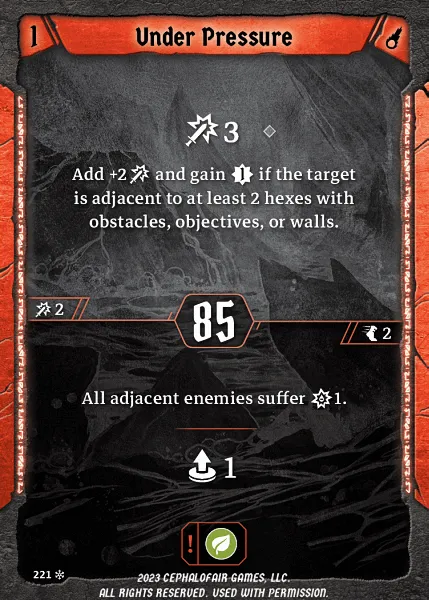 1
Under Pressure
3
Add +2 and gain 1 if the target
is adjacent to at least 2 hexes with
obstacles, objectives, or walls.
2
85
2
All adjacent enemies suffer 1.
1
!
221
2023 CEPHALOFAIR GAMES, LLC.
ALL RIGHTS RESERVED. USED WITH PERMISSION.